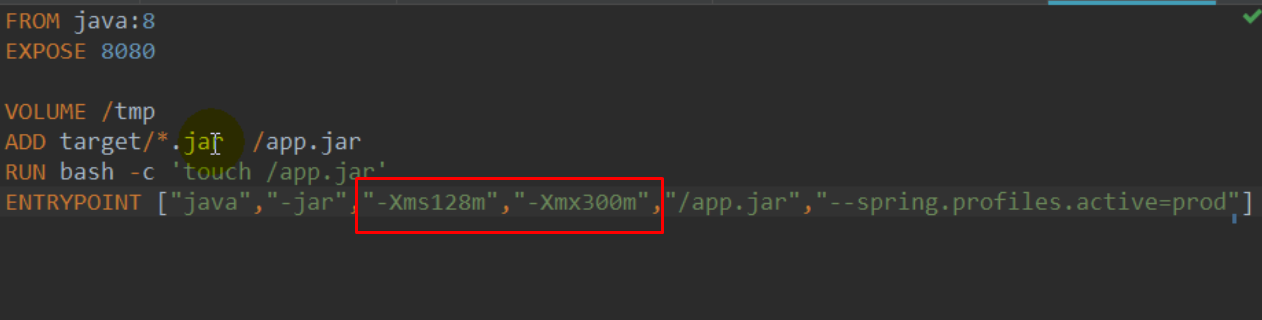 FROM java:8
EXPOSE 8080
VOLUME /tmp
ADD target/*.jar  /app.jar
RUN bash -c 'touch /app.jar'
ENTRYPOINT ["java","-jar","-Xms128m","-Xmx300m","/app.jar","--spring.profiles.active=prod"]